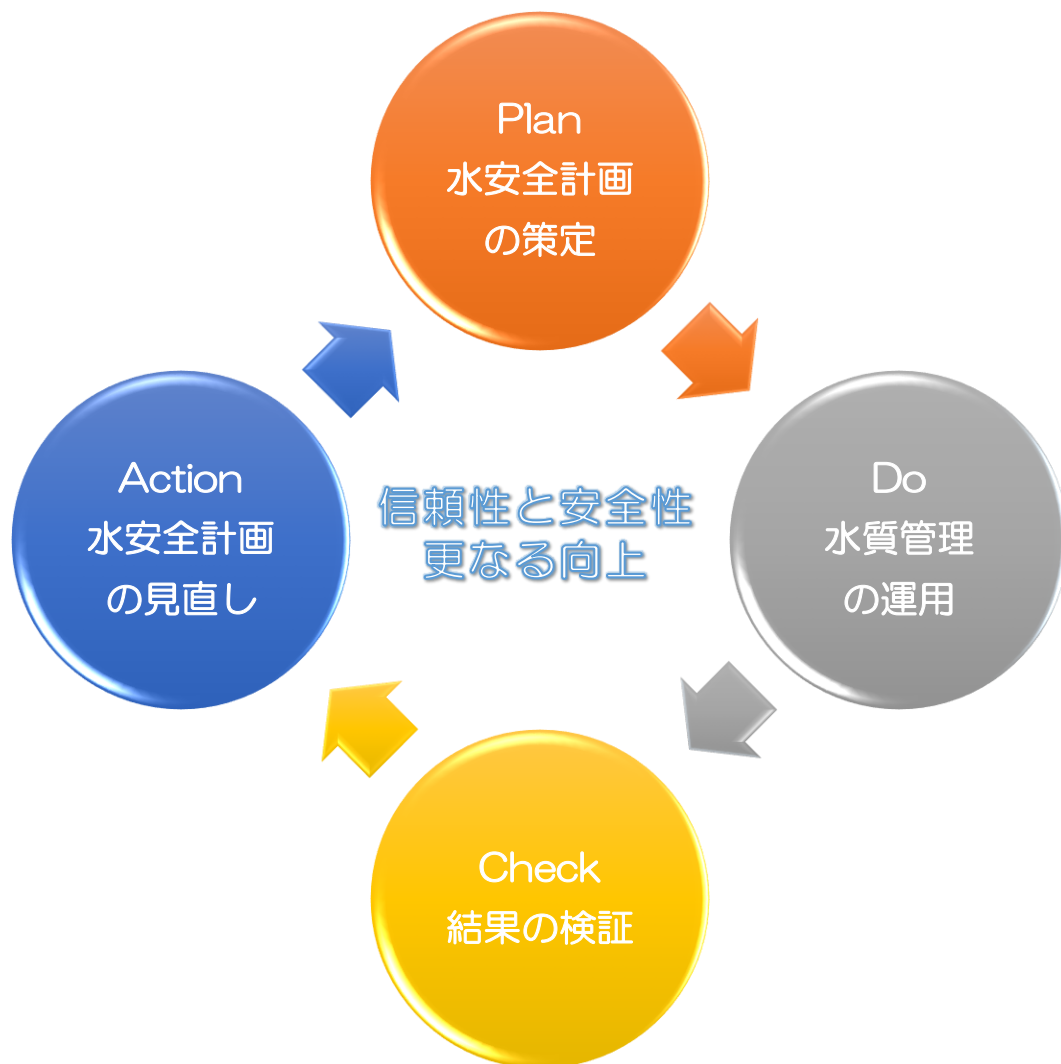 Plan
水安全計画
の策定
Action
水安全計画
の見直し
信頼性と安全性
更なる向上
Do
水質管理
の運用
Check
結果の検証